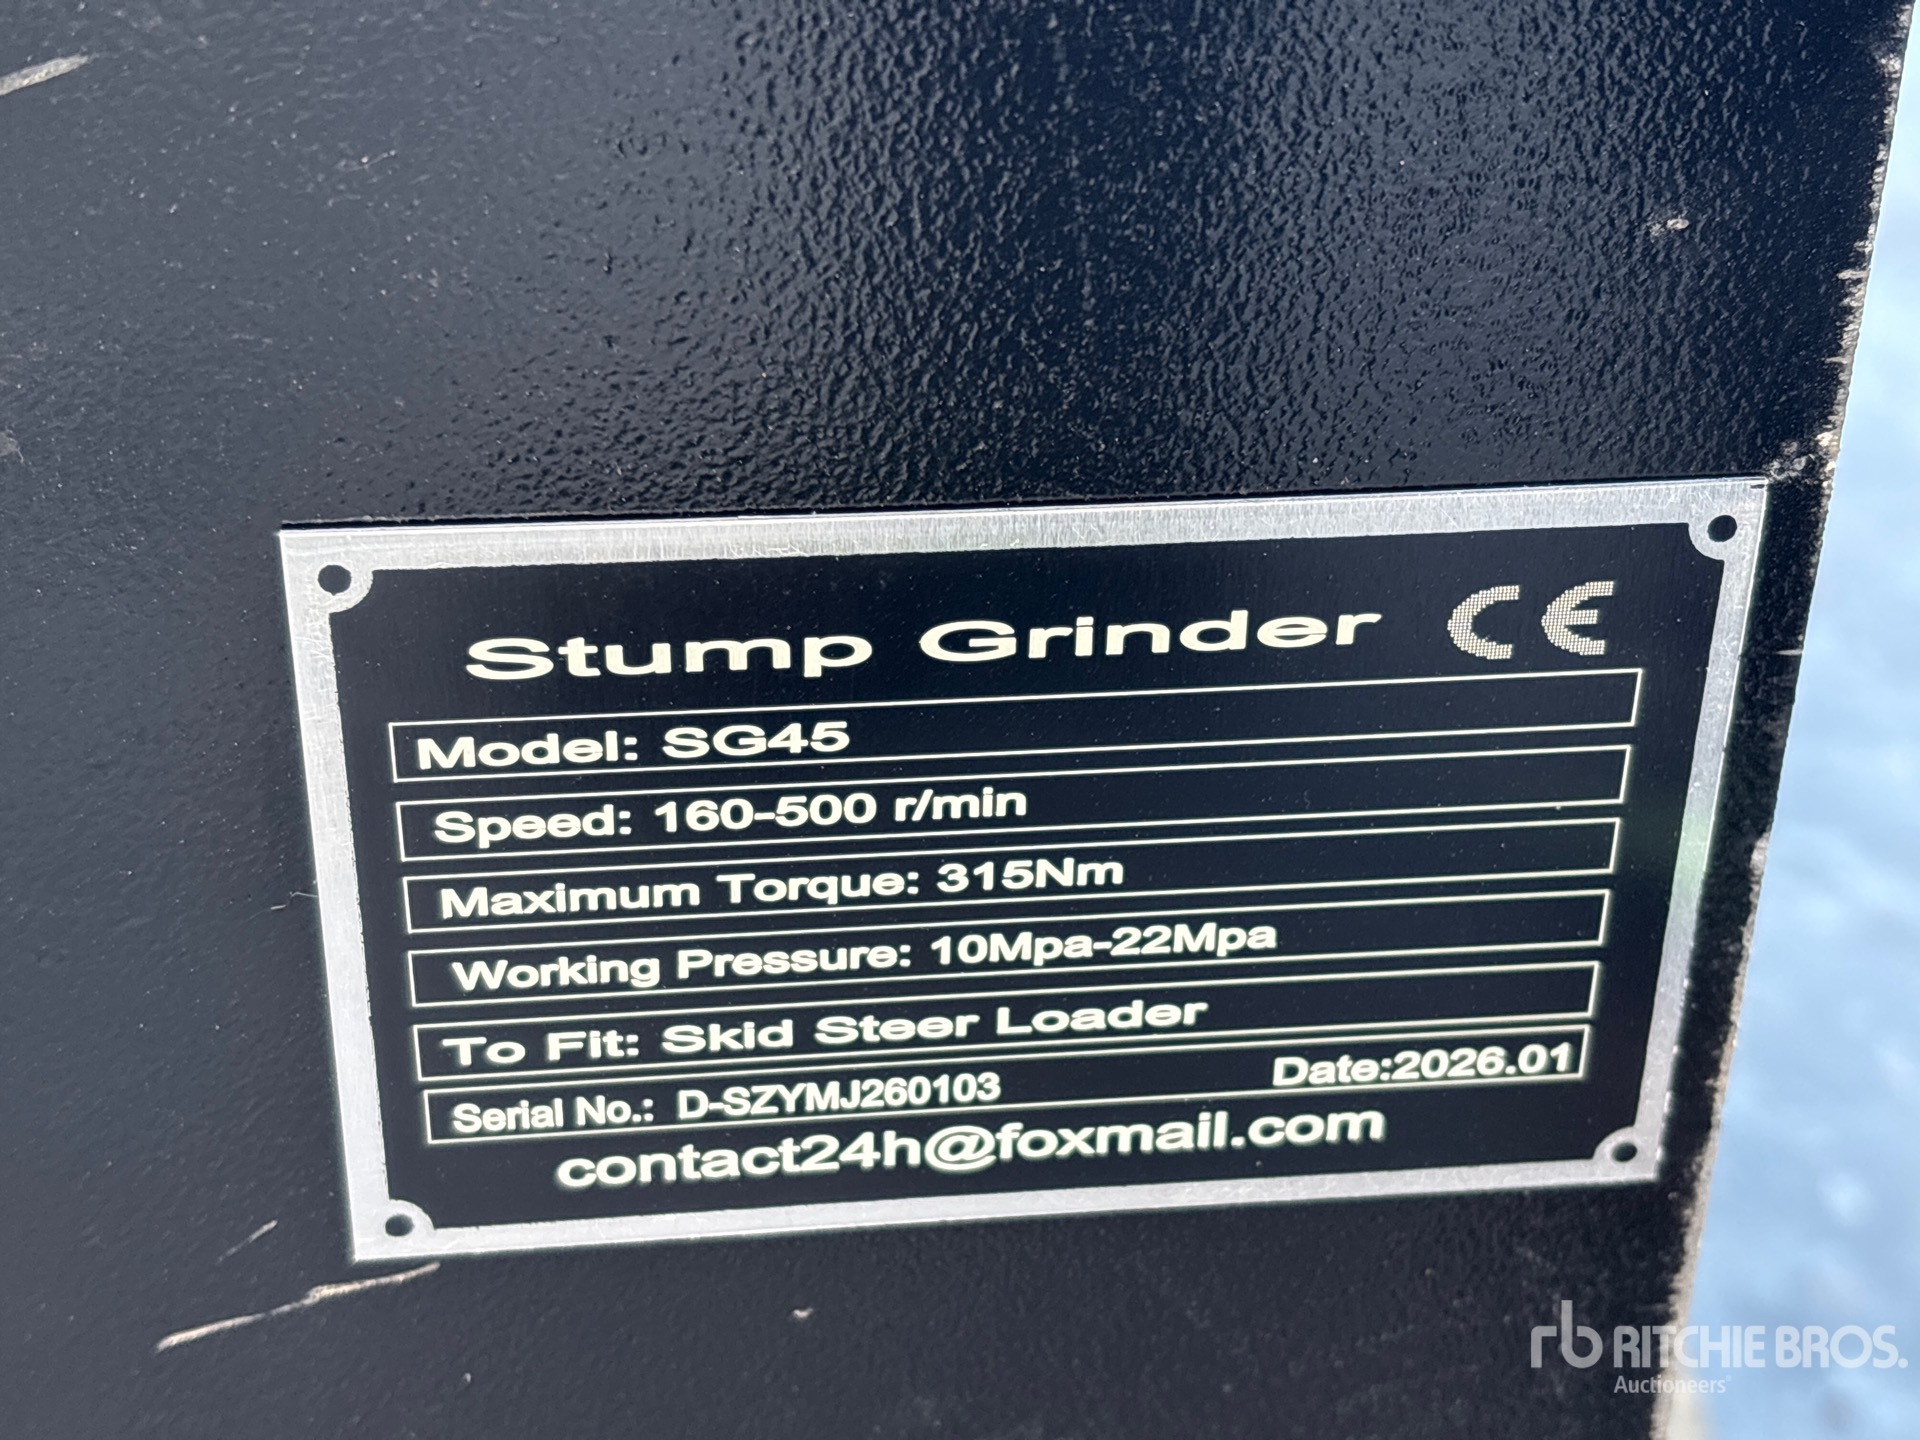 Stump Grinder CE
Model: SG45
Speed: 160-500 r/min
Maximum Torque: 315Nm
Working Pressure: 10Mpa-22Mpa
To Fit: Skid Steer Loader
Serial No.: D-SZYMJ260103 Date:2026.01
contact24h@foxmail.com
rb RITCHIE BROS.
Auctioneers